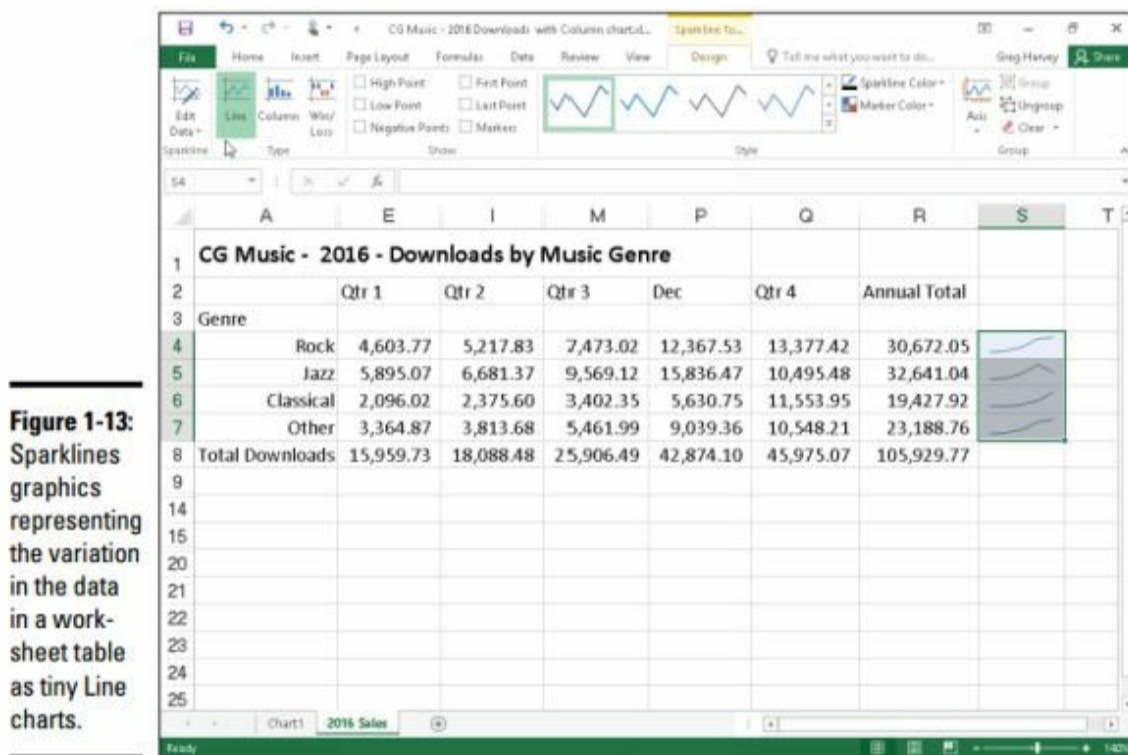 CG Music - 2016 Downloads with Column chart.xl... Sparkline To...
File Home Insert Page Layout Formulas Data Review View Design Tell me what you want to do... Greg Harvey Share
Edit Data
Line Column Win/Loss
High Point First Point
Low Point Last Point
Negative Points Markers
Sparkline Color
Marker Color
Axis
Group
Ungroup
Clear
Sparkline Type Show Style Group
S4 fx
A E I M P Q R S T
1 CG Music - 2016 - Downloads by Music Genre
2 Qtr 1 Qtr 2 Qtr 3 Dec Qtr 4 Annual Total
3 Genre
4 Rock 4,603.77 5,217.83 7,473.02 12,367.53 13,377.42 30,672.05
5 Jazz 5,895.07 6,681.37 9,569.12 15,836.47 10,495.48 32,641.04
6 Classical 2,096.02 2,375.60 3,402.35 5,630.75 11,553.95 19,427.92
7 Other 3,364.87 3,813.68 5,461.99 9,039.36 10,548.21 23,188.76
8 Total Downloads 15,959.73 18,088.48 25,906.49 42,874.10 45,975.07 105,929.77
9
14
15
20
21
22
23
24
25
Chart1 2016 Sales
Ready 140%
Figure 1-13:
Sparklines
graphics
representing
the variation
in the data
in a work-
sheet table
as tiny Line
charts.